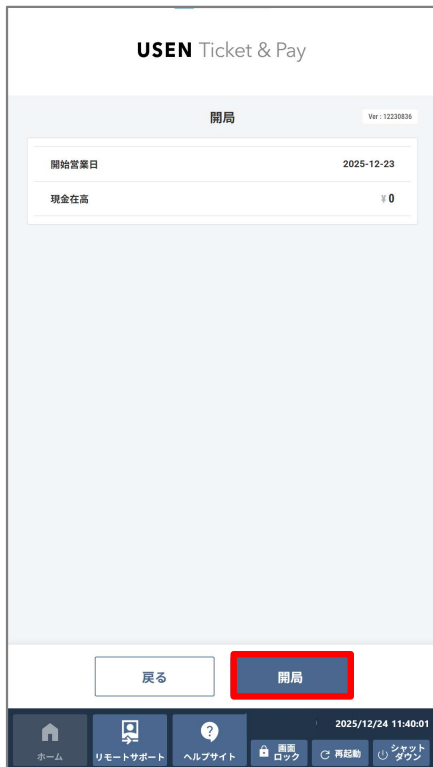 USEN Ticket & Pay
開局
Ver : 12230836
開始営業日 2025-12-23
現金在高 ¥ 0
戻る
開局
2025/12/24 11:40:01
ホーム
リモートサポート
ヘルプサイト
画面
ロック
再起動
シャット
ダウン